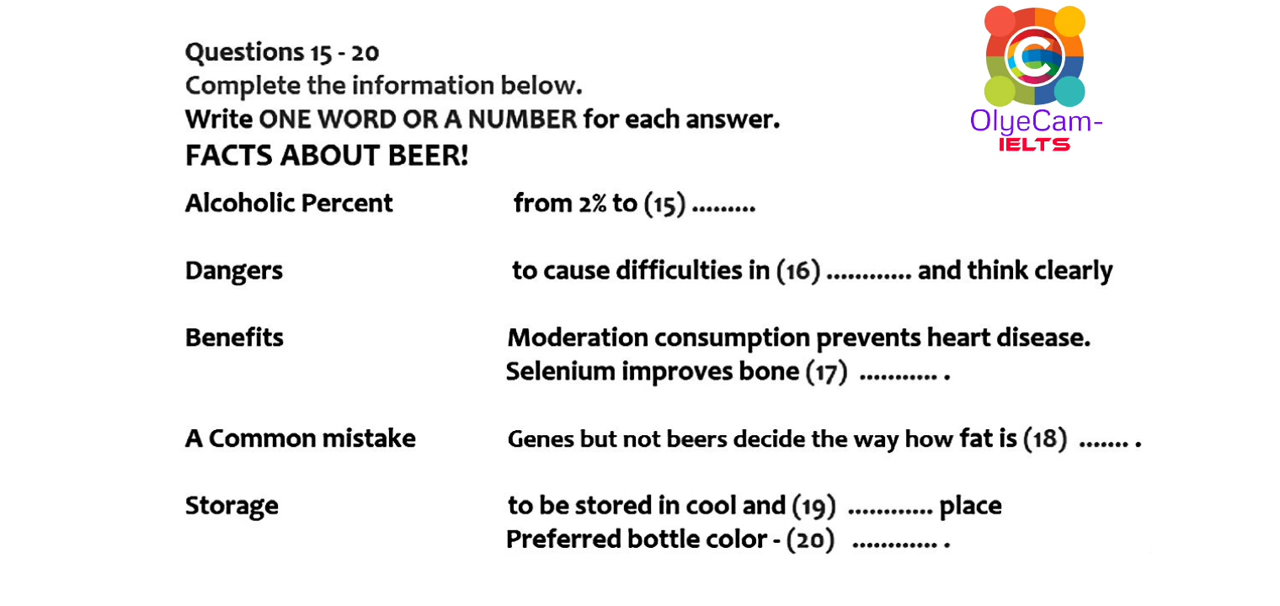 Questions 15 - 20
Complete the information below.
Write ONE WORD OR A NUMBER for each answer.
FACTS ABOUT BEER!
Alcoholic Percent from 2% to (15) .........
Dangers to cause difficulties in (16) ............ and think clearly
Benefits Moderation consumption prevents heart disease.
Selenium improves bone (17) ........... .
A Common mistake Genes but not beers decide the way how fat is (18) ....... .
Storage to be stored in cool and (19) ............ place
Preferred bottle color - (20) ............ .
C
OlyeCam-
IELTS